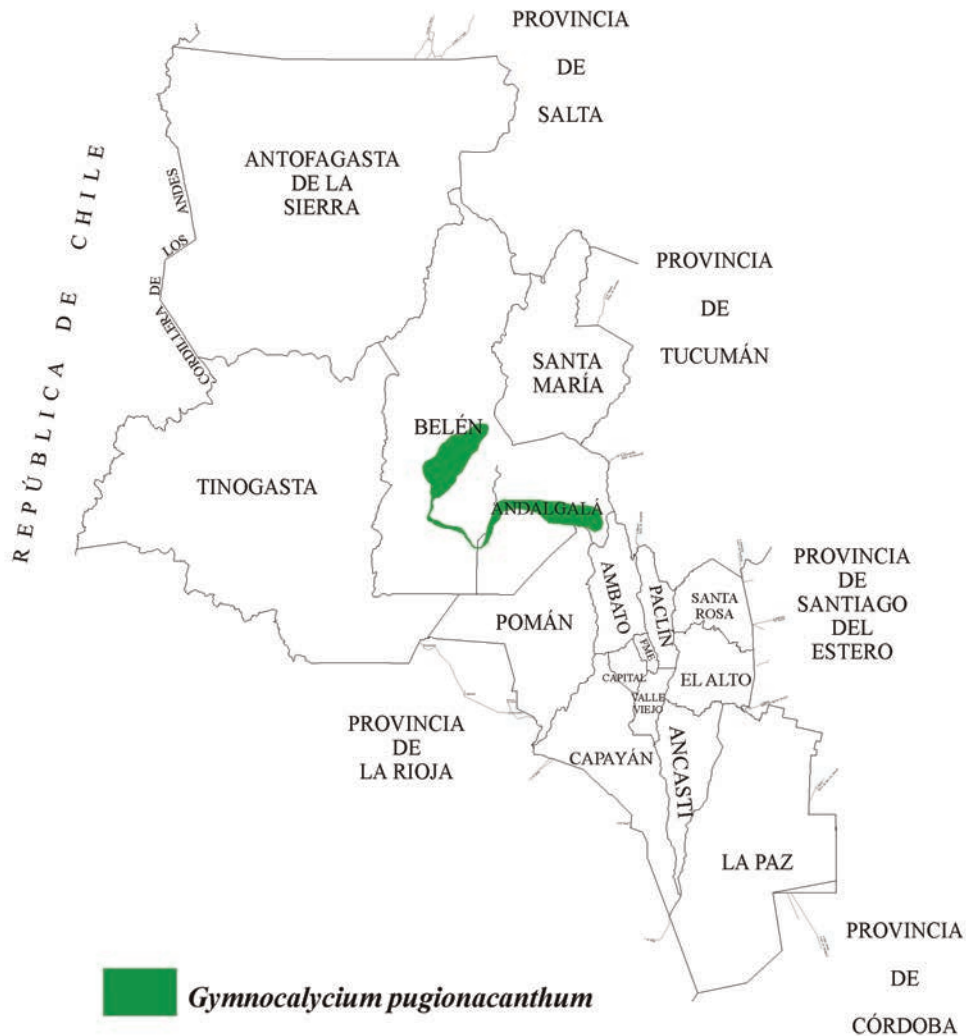 PROVINCIA
DE
SALTA
ANTOFAGASTA
DE LA
SIERRA
REPÚBLICA DE CHILE
CORDILLERA DE LOS ANDES
PROVINCIA
DE
TUCUMÁN
SANTA
MARÍA
BELÉN
TINOGASTA
ANDALGALÁ
AMBATO
PACLÍN
SANTA
ROSA
PROVINCIA
DE
SANTIAGO
DEL
ESTERO
POMÁN
FME
CAPITAL
EL ALTO
VALLE
VIEJO
PROVINCIA
DE
LA RIOJA
CAPAYÁN
ANCASTI
LA PAZ
PROVINCIA
DE
CÓRDOBA
Gymnocalycium pugionacanthum